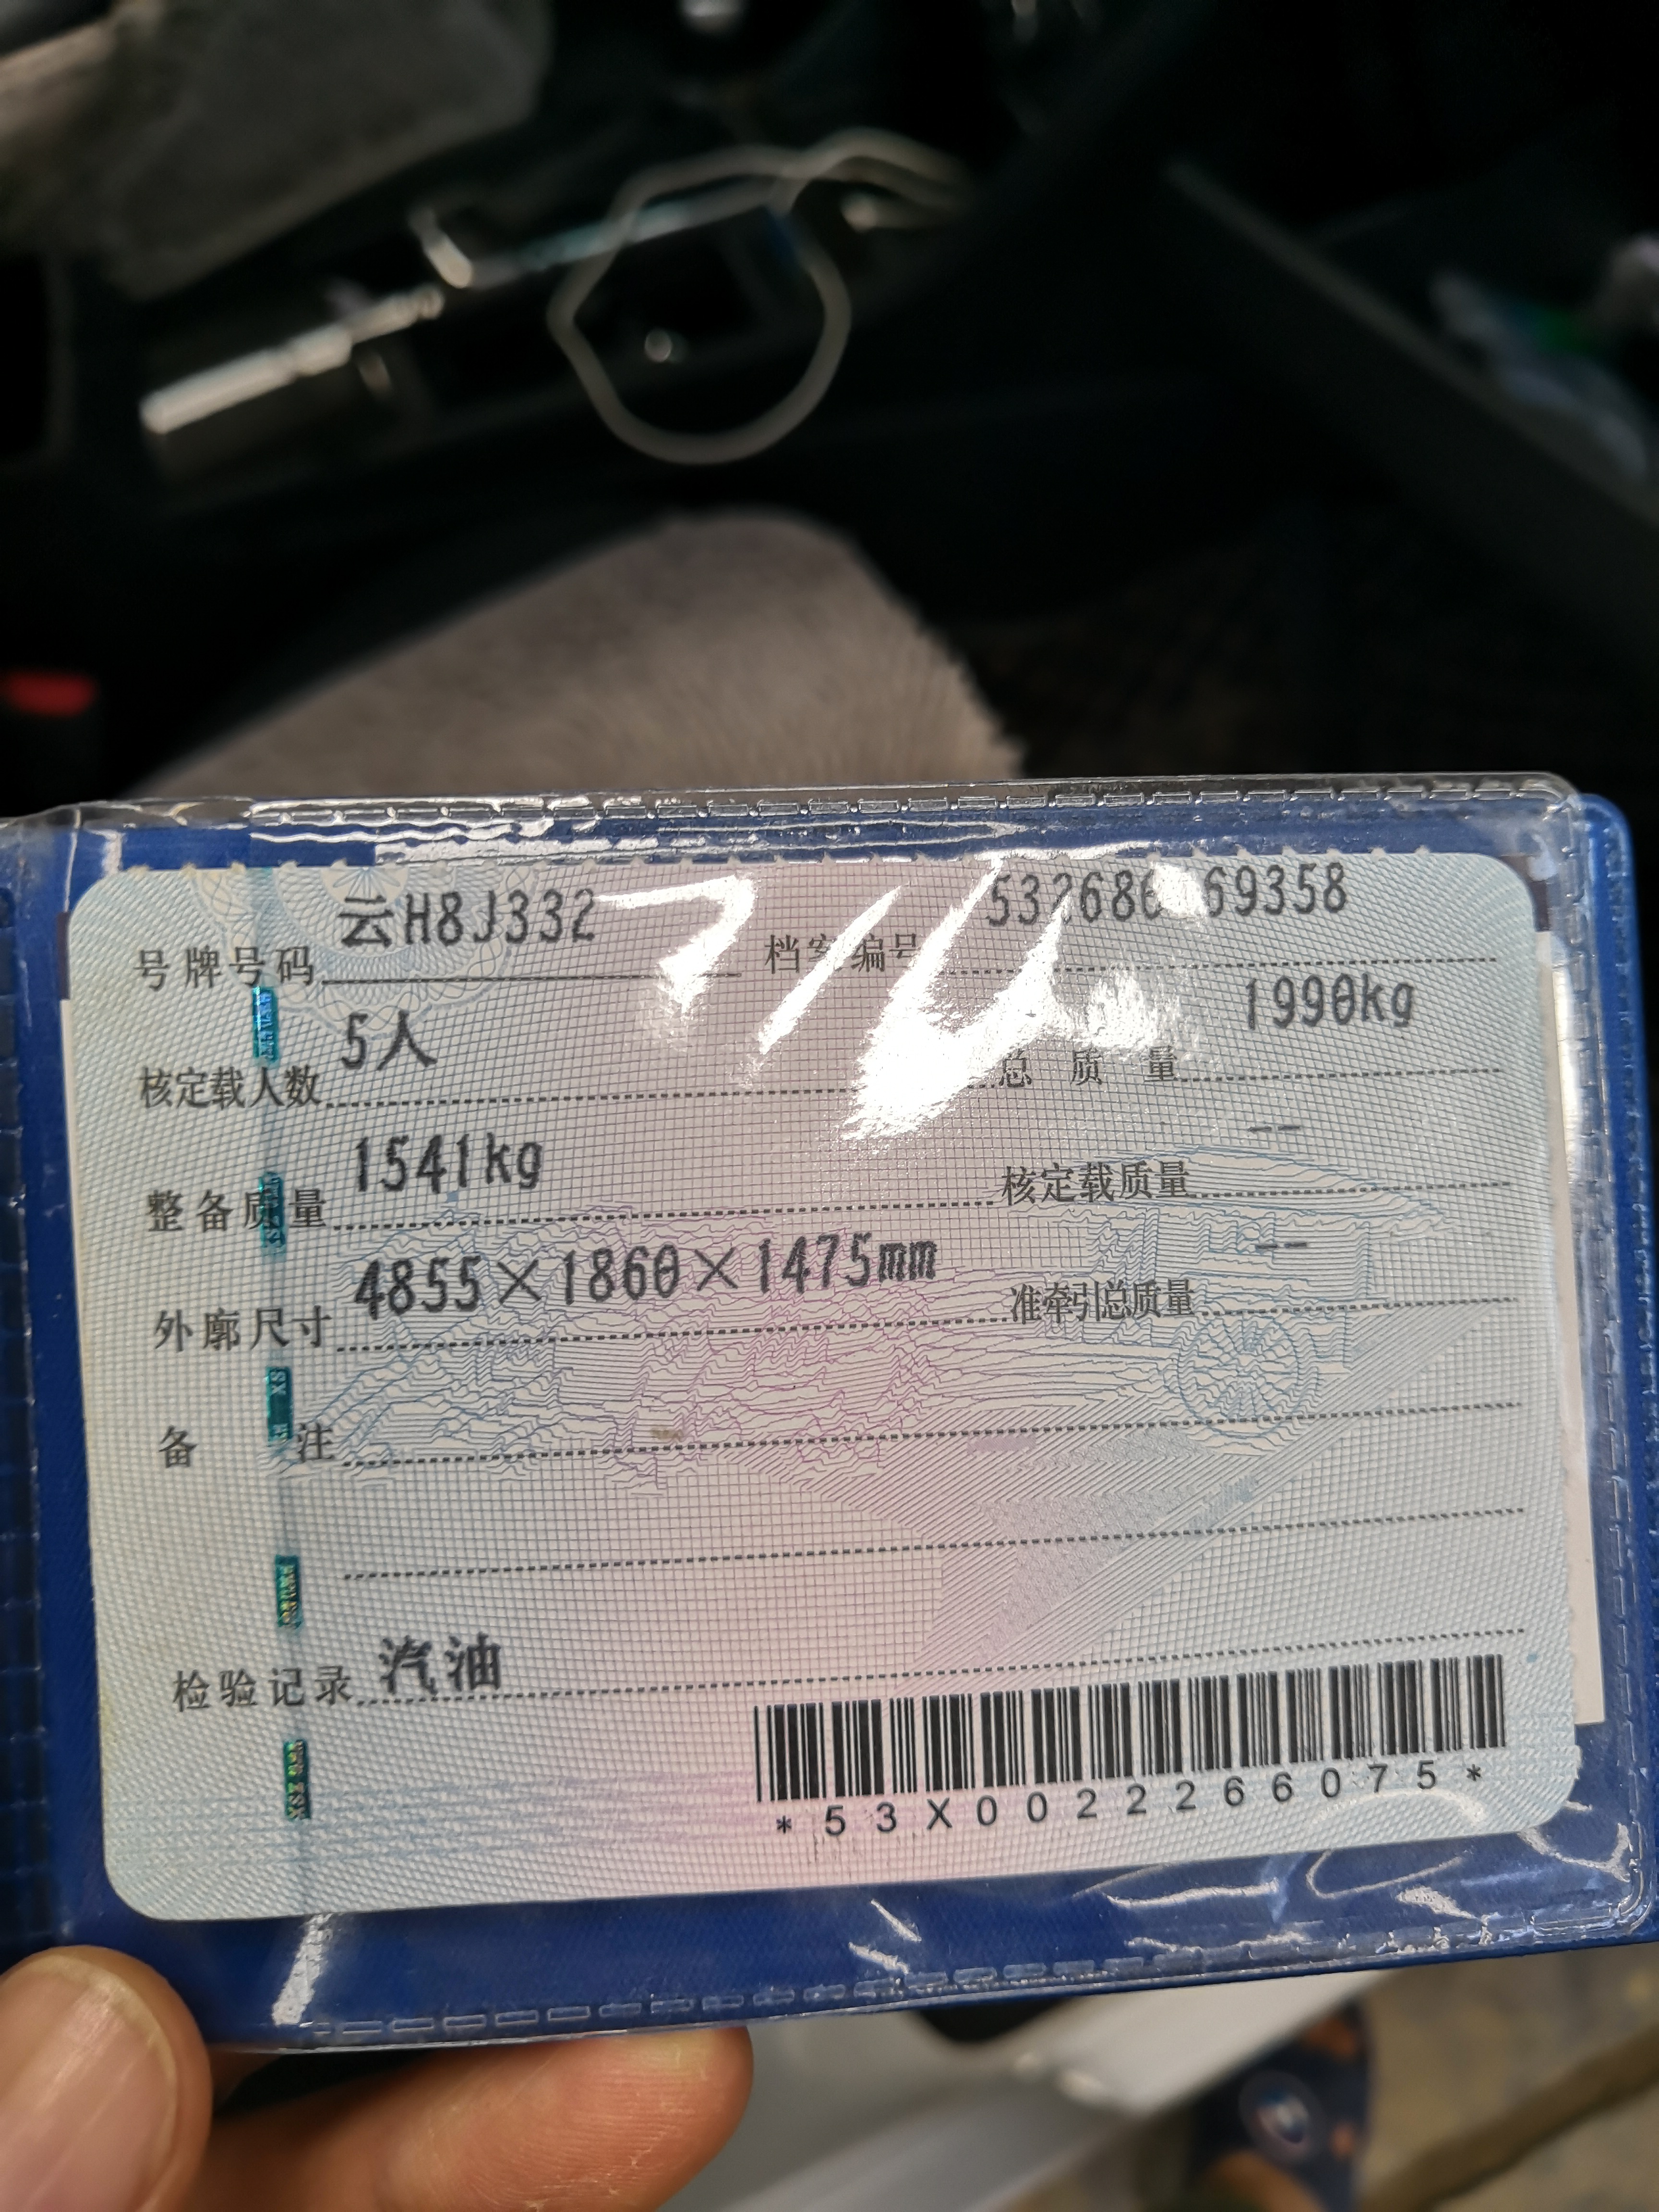 号牌号码 云H8J332 档案编号
核定载人数 5人 总质量 1990kg
整备质量 1541kg 核定载质量 --
外廓尺寸 4855×1860×1475mm 准牵引总质量 --
备注
检验记录 汽油
*53X0022266075*